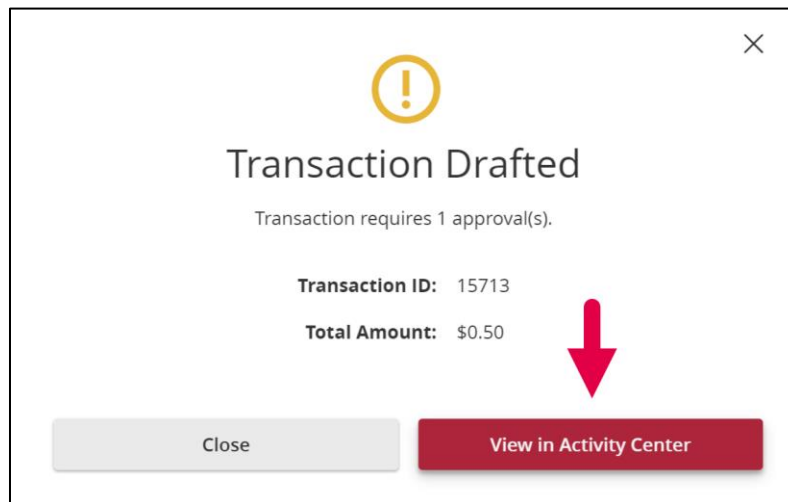 Transaction Drafted
Transaction requires 1 approval(s).
Transaction ID: 15713
Total Amount: $0.50
Close
View in Activity Center